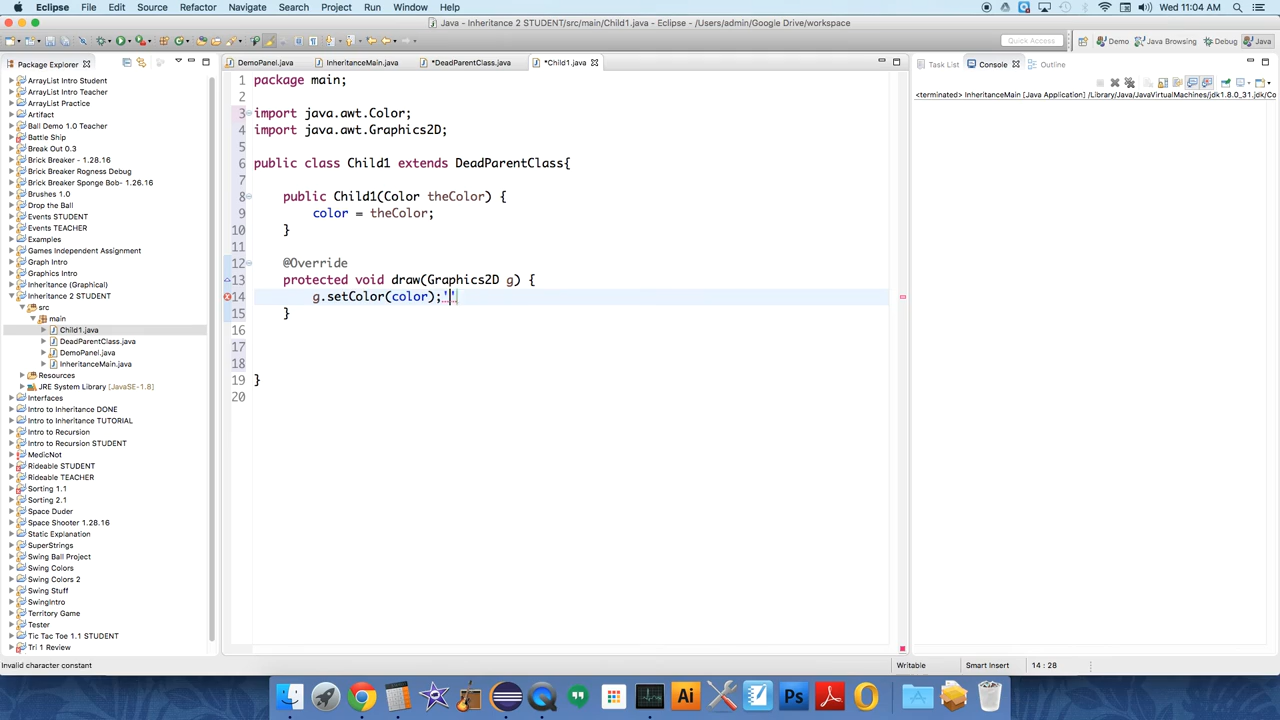 Eclipse File Edit Source Refactor Navigate Search Project Run Window Help
Wed 11:04 AM
Java - Inheritance 2 STUDENT/src/main/Child1.java - Eclipse - /Users/admin/Google Drive/workspace
Quick Access Demo Java Browsing Debug Java
Package Explorer
ArrayList Intro Student
ArrayList Intro Teacher
ArrayList Practice
Artifact
Ball Demo 1.0 Teacher
Battle Ship
Break Out 0.3
Brick Breaker - 1.28.16
Brick Breaker Rogness Debug
Brick Breaker Sponge Bob- 1.26.16
Brushes 1.0
Drop the Ball
Events STUDENT
Events TEACHER
Examples
Games Independent Assignment
Graph Intro
Graphics Intro
Inheritance (Graphical)
Inheritance 2 STUDENT
src
main
Child1.java
DeadParentClass.java
DemoPanel.java
InheritanceMain.java
Resources
JRE System Library [JavaSE-1.8]
Interfaces
Intro to Inheritance DONE
Intro to Inheritance TUTORIAL
Intro to Recursion
Intro to Recursion STUDENT
MedicNot
Rideable STUDENT
Rideable TEACHER
Sorting 1.1
Sorting 2.1
Space Duder
Space Shooter 1.28.16
Static Explanation
SuperStrings
Swing Ball Project
Swing Colors
Swing Colors 2
Swing Stuff
SwingIntro
Territory Game
Tester
Tic Tac Toe 1.1 STUDENT
Tri 1 Review
DemoPanel.java InheritanceMain.java *DeadParentClass.java *Child1.java
1 package main;
2
3 import java.awt.Color;
4 import java.awt.Graphics2D;
5
6 public class Child1 extends DeadParentClass{
7
8 public Child1(Color theColor) {
9 color = theColor;
10 }
11
12 @Override
13 protected void draw(Graphics2D g) {
14 g.setColor(color);''
15 }
16
17
18
19 }
20
Task List Console Outline
<terminated> InheritanceMain [Java Application] /Library/Java/JavaVirtualMachines/jdk1.8.0_31.jdk/Co
Invalid character constant Writable Smart Insert 14 : 28
Ai Ps